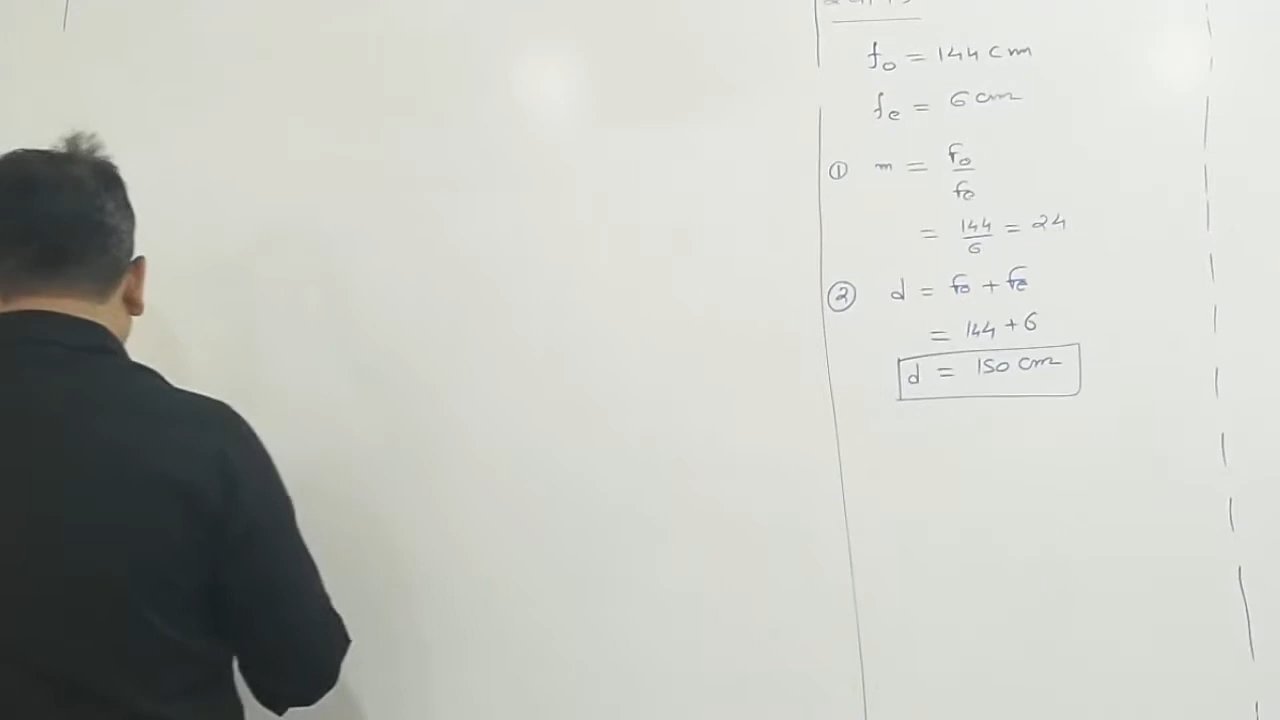 fo = 144 cm
fe = 6 cm
① m = fo/fe
= 144/6 = 24
② d = fo + fe
= 144 + 6
d = 150 cm